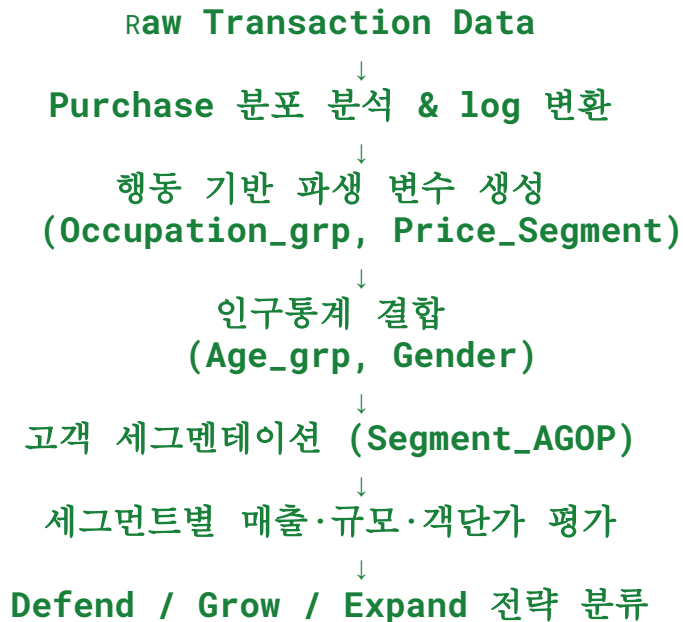 Raw Transaction Data
↓
Purchase 분포 분석 & log 변환
↓
행동 기반 파생 변수 생성
(Occupation_grp, Price_Segment)
↓
인구통계 결합
(Age_grp, Gender)
↓
고객 세그멘테이션 (Segment_AGOP)
↓
세그먼트별 매출·규모·객단가 평가
↓
Defend / Grow / Expand 전략 분류